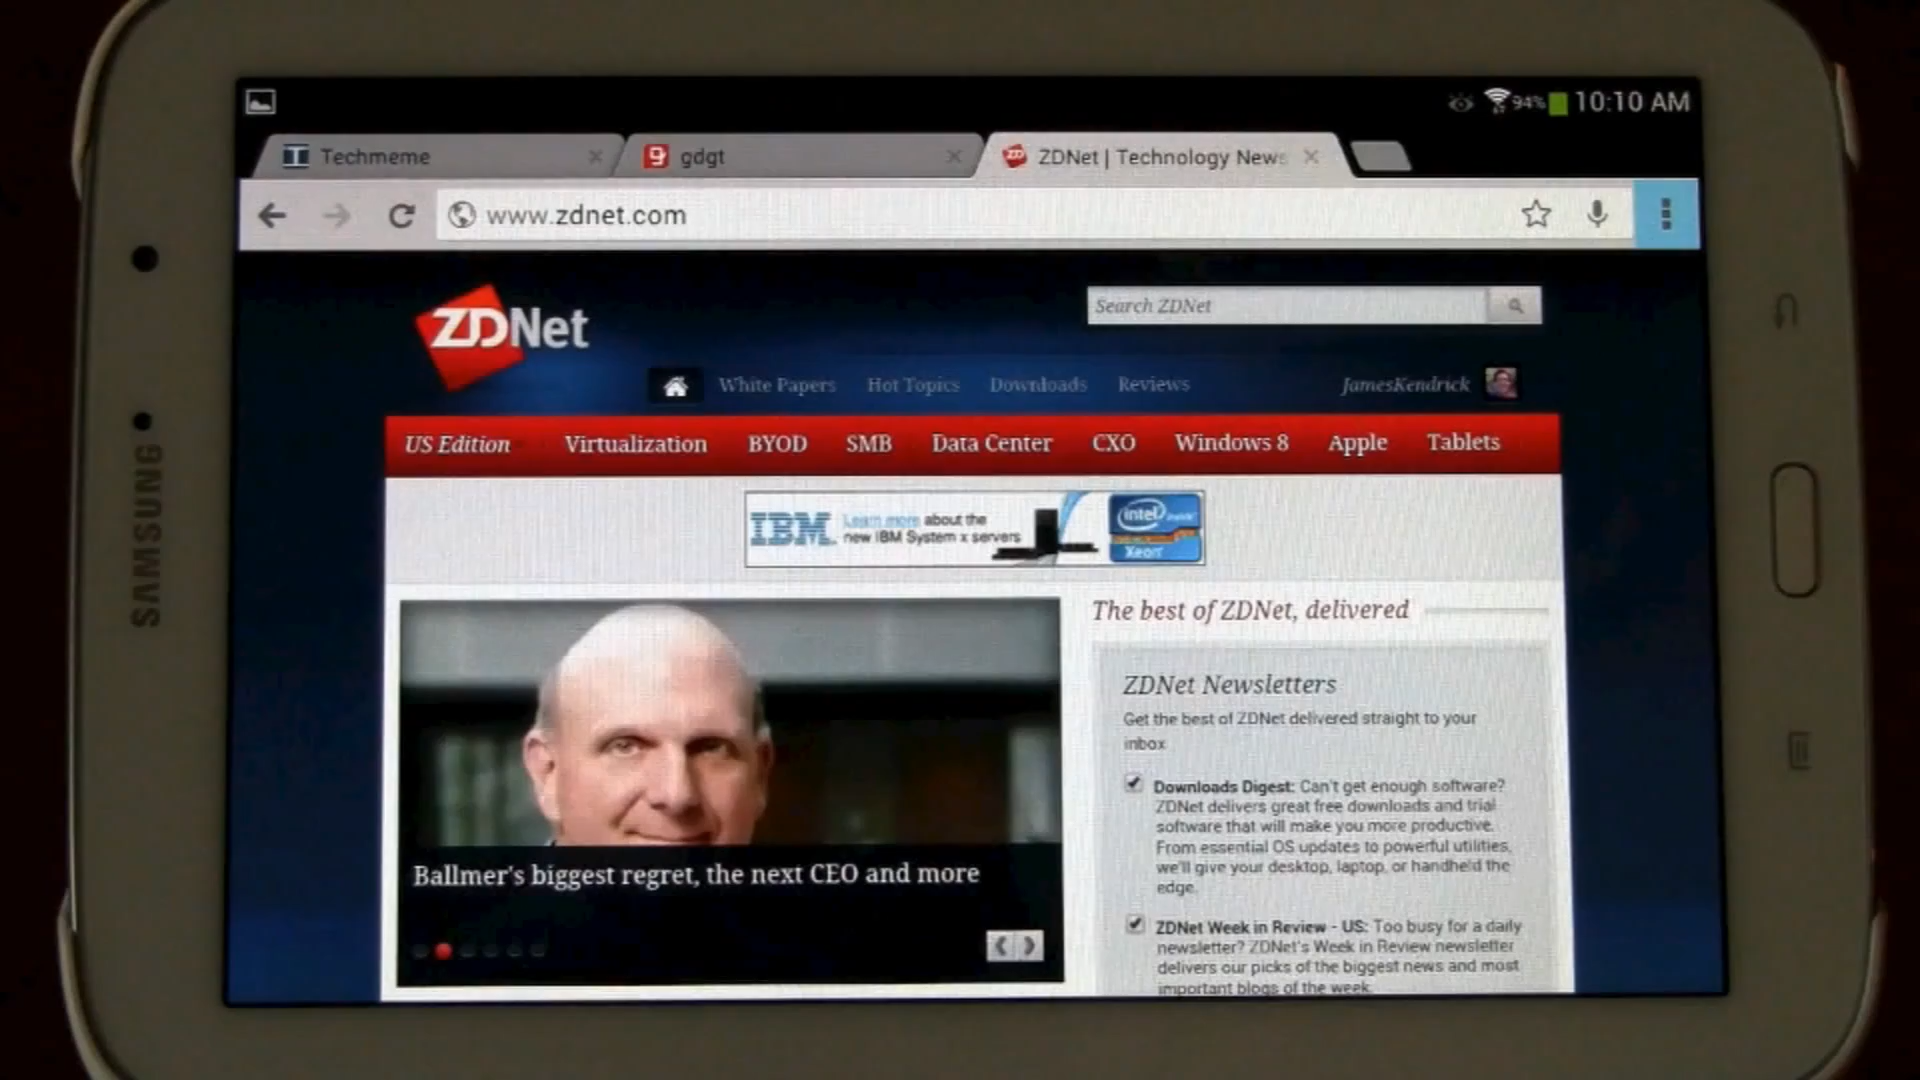 94% 10:10 AM
Techmeme
gdgt
ZDNet | Technology News
www.zdnet.com
ZDNet
Search ZDNet
White Papers Hot Topics Downloads Reviews
JamesKendrick
US Edition Virtualization BYOD SMB Data Center CXO Windows 8 Apple Tablets
IBM. Learn more about the
new IBM System x servers
intel inside
Xeon
The best of ZDNet, delivered
ZDNet Newsletters
Get the best of ZDNet delivered straight to your
inbox
Downloads Digest: Can't get enough software?
ZDNet delivers great free downloads and trial
software that will make you more productive.
From essential OS updates to powerful utilities,
we'll give your desktop, laptop, or handheld the
edge.
ZDNet Week in Review - US: Too busy for a daily
newsletter? ZDNet's Week in Review newsletter
delivers our picks of the biggest news and most
important blogs of the week.
Ballmer's biggest regret, the next CEO and more
SAMSUNG